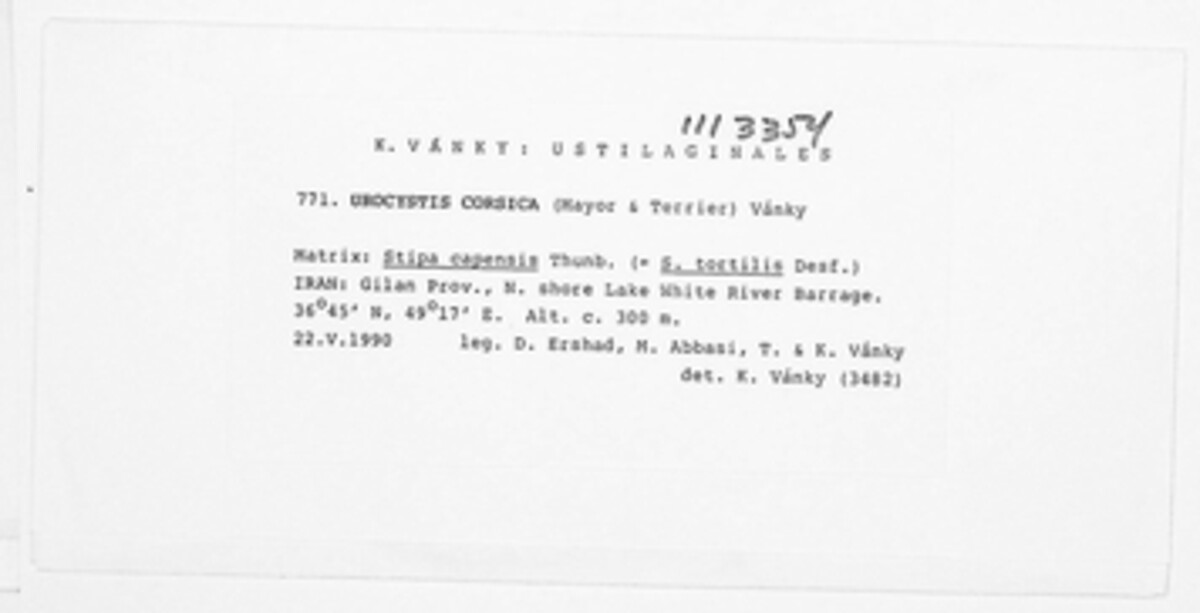 1113354
K. VÁNKY: USTILAGINALES
771. UROCYSTIS CORSICA (Mayor & Terrier) Vánky
Matrix: Stipa capensis Thunb. (= S. tortilis Desf.)
IRAN: Gilan Prov., N. shore Lake White River Barrage.
36°45' N, 49°17' E. Alt. c. 300 m.
22.V.1990 leg. D. Ershad, M. Abbasi, T. & K. Vánky
det. K. Vánky (3482)